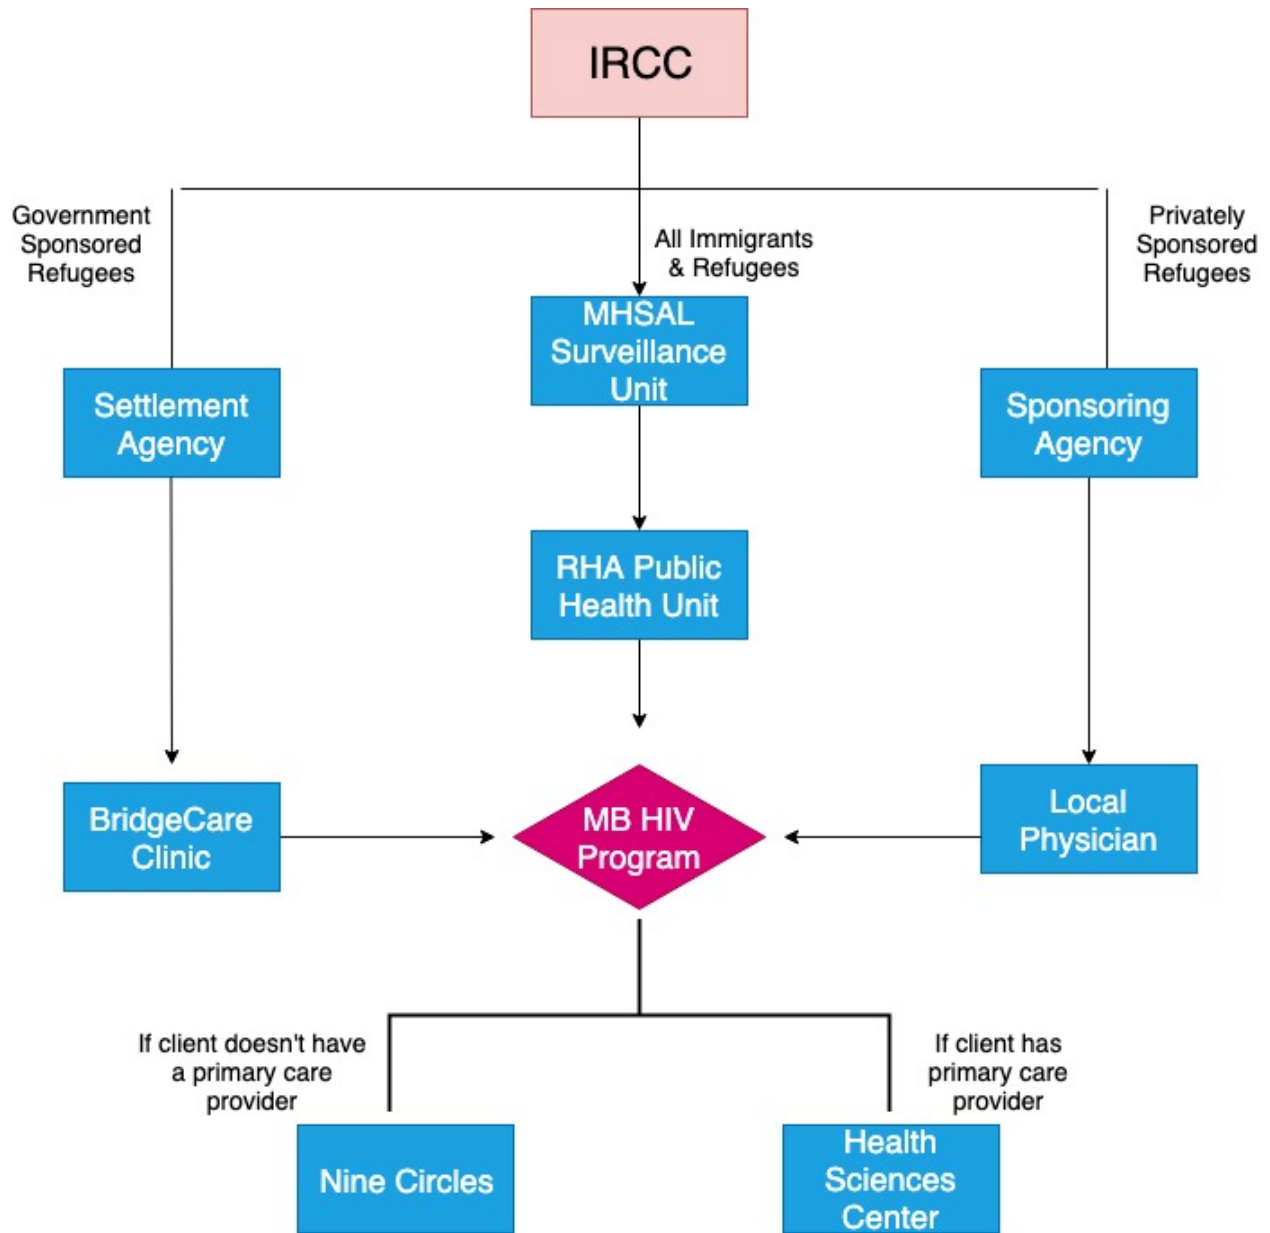 IRCC
Government
Sponsored
Refugees
All Immigrants
& Refugees
Privately
Sponsored
Refugees
MHSAL
Surveillance
Unit
Settlement
Agency
Sponsoring
Agency
RHA Public
Health Unit
BridgeCare
Clinic
MB HIV
Program
Local
Physician
If client doesn't have
a primary care
provider
If client has
primary care
provider
Nine Circles
Health
Sciences
Center